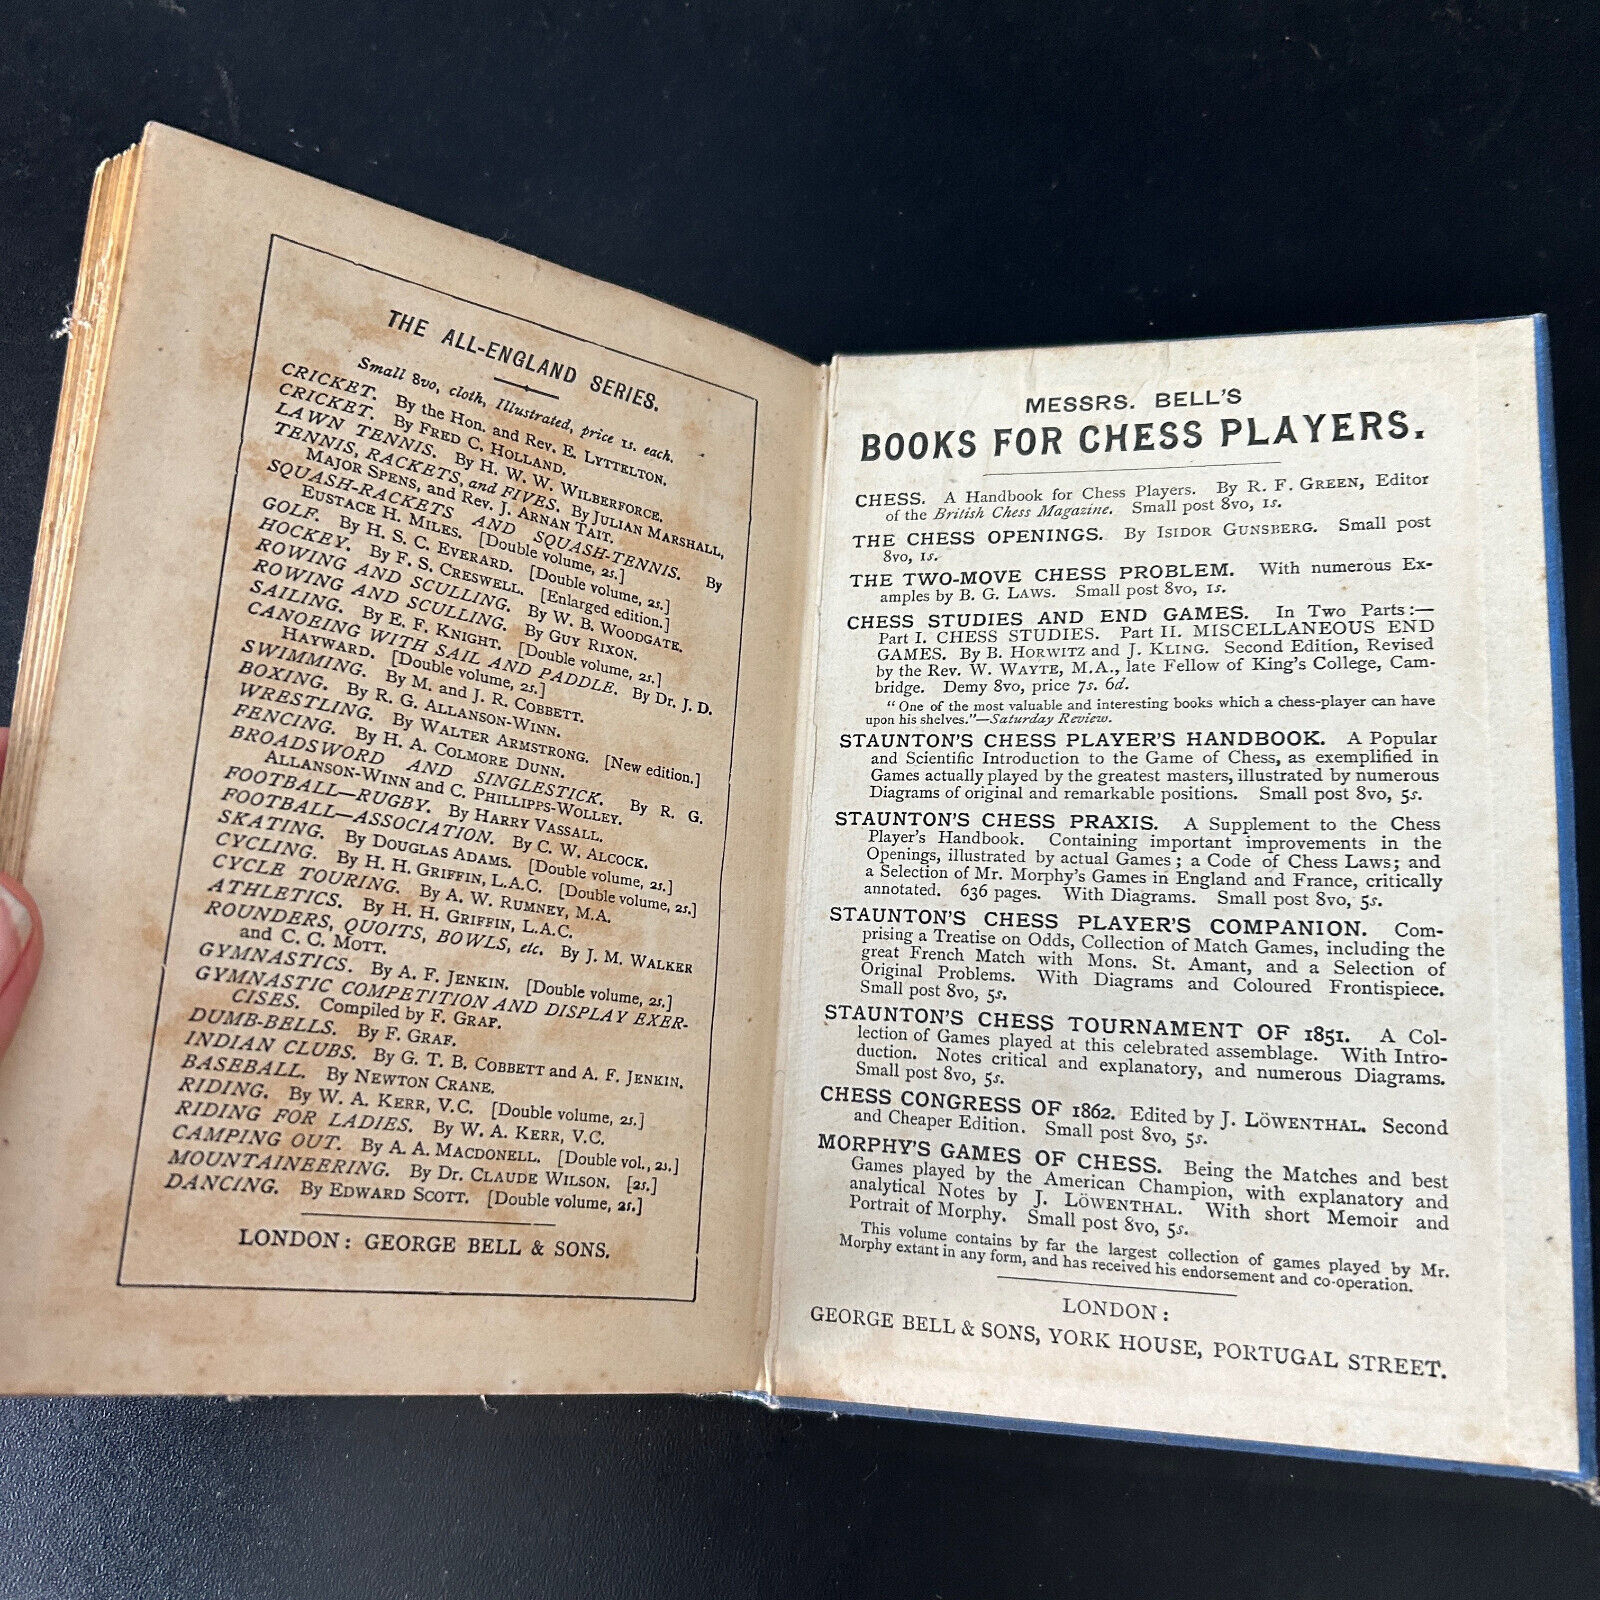 THE ALL-ENGLAND SERIES.
Small 8vo, cloth, Illustrated, price 1s. each.
CRICKET. By the Hon. and Rev. E. LYTTELTON.
CRICKET. By FRED C. HOLLAND.
LAWN TENNIS. By H. W. W. WILBERFORCE.
TENNIS, RACKETS, and FIVES. By JULIAN MARSHALL,
MAJOR SPENS, and REV. J. ARNAN TAIT.
SQUASH-RACKETS AND SQUASH-TENNIS. By
EUSTACE H. MILES. [Double volume, 2s.]
GOLF. By H. S. C. EVERARD. [Double volume, 2s.]
HOCKEY. By F. S. CRESWELL. [Enlarged edition.]
ROWING AND SCULLING. By W. B. WOODGATE.
ROWING AND SCULLING. By GUY RIXON.
SAILING. By E. F. KNIGHT. [Double volume, 2s.]
CANOEING WITH SAIL AND PADDLE. By Dr. J. D.
HAYWARD. [Double volume, 2s.]
SWIMMING. By M. and J. R. COBBETT.
BOXING. By R. G. ALLANSON-WINN.
WRESTLING. By WALTER ARMSTRONG. [New edition.]
FENCING. By H. A. COLMORE DUNN.
BROADSWORD AND SINGLESTICK. By R. G.
ALLANSON-WINN and C. PHILLIPPS-WOLLEY.
FOOTBALL—RUGBY. By HARRY VASSALL.
FOOTBALL—ASSOCIATION. By C. W. ALCOCK.
SKATING. By DOUGLAS ADAMS. [Double volume, 2s.]
CYCLING. By H. H. GRIFFIN, L.A.C. [Double volume, 2s.]
CYCLE TOURING. By A. W. RUMNEY, M.A.
ATHLETICS. By H. H. GRIFFIN, L.A.C.
ROUNDERS, QUOITS, BOWLS, etc. By J. M. WALKER
and C. C. MOTT.
GYMNASTICS. By A. F. JENKIN. [Double volume, 2s.]
GYMNASTIC COMPETITION AND DISPLAY EXER-
CISES. Compiled by F. GRAF.
DUMB-BELLS. By F. GRAF.
INDIAN CLUBS. By G. T. B. COBBETT and A. F. JENKIN.
BASEBALL. By NEWTON CRANE.
RIDING. By W. A. KERR, V.C. [Double volume, 2s.]
RIDING FOR LADIES. By W. A. KERR, V.C.
CAMPING OUT. By A. A. MACDONELL. [Double vol., 2s.]
MOUNTAINEERING. By Dr. CLAUDE WILSON. [2s.]
DANCING. By EDWARD SCOTT. [Double volume, 2s.]
LONDON: GEORGE BELL & SONS.
MESSRS. BELL'S
BOOKS FOR CHESS PLAYERS.
CHESS. A Handbook for Chess Players. By R. F. GREEN, Editor
of the British Chess Magazine. Small post 8vo, 1s.
THE CHESS OPENINGS. By ISIDOR GUNSBERG. Small post
8vo, 1s.
THE TWO-MOVE CHESS PROBLEM. With numerous Ex-
amples by B. G. LAWS. Small post 8vo, 1s.
CHESS STUDIES AND END GAMES. In Two Parts:—
Part I. CHESS STUDIES. Part II. MISCELLANEOUS END
GAMES. By B. HORWITZ and J. KLING. Second Edition, Revised
by the Rev. W. WAYTE, M.A., late Fellow of King's College, Cam-
bridge. Demy 8vo, price 7s. 6d.
"One of the most valuable and interesting books which a chess-player can have
upon his shelves."—Saturday Review.
STAUNTON'S CHESS PLAYER'S HANDBOOK. A Popular
and Scientific Introduction to the Game of Chess, as exemplified in
Games actually played by the greatest masters, illustrated by numerous
Diagrams of original and remarkable positions. Small post 8vo, 5s.
STAUNTON'S CHESS PRAXIS. A Supplement to the Chess
Player's Handbook. Containing important improvements in the
Openings, illustrated by actual Games; a Code of Chess Laws; and
a Selection of Mr. Morphy's Games in England and France, critically
annotated. 636 pages. With Diagrams. Small post 8vo, 5s.
STAUNTON'S CHESS PLAYER'S COMPANION. Com-
prising a Treatise on Odds, Collection of Match Games, including the
great French Match with Mons. St. Amant, and a Selection of
Original Problems. With Diagrams and Coloured Frontispiece.
Small post 8vo, 5s.
STAUNTON'S CHESS TOURNAMENT OF 1851. A Col-
lection of Games played at this celebrated assemblage. With Intro-
duction. Notes critical and explanatory, and numerous Diagrams.
Small post 8vo, 5s.
CHESS CONGRESS OF 1862. Edited by J. LÖWENTHAL. Second
and Cheaper Edition. Small post 8vo, 5s.
MORPHY'S GAMES OF CHESS. Being the Matches and best
Games played by the American Champion, with explanatory and
analytical Notes by J. LÖWENTHAL. With short Memoir and
Portrait of Morphy. Small post 8vo, 5s.
This volume contains by far the largest collection of games played by Mr.
Morphy extant in any form, and has received his endorsement and co-operation.
LONDON:
GEORGE BELL & SONS, YORK HOUSE, PORTUGAL STREET.